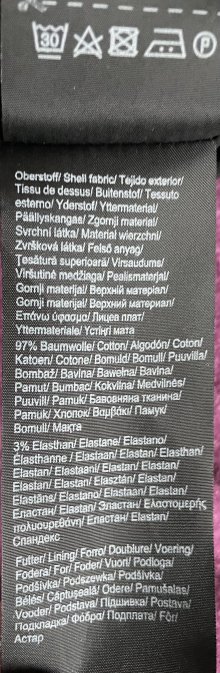 30
P
Oberstoff/ Shell fabric/ Tejido exterior/
Tissu de dessus/ Buitenstof/ Tessuto
esterno/ Yderstof/ Yttermaterial/
Päällyskangas/ Zgornji material/
Svrchní látka/ Materiał wierzchni/
Zvršková látka/ Felső anyag/
Țesătură superioară/ Virsaudums/
Viršutinė medžiaga/ Pealismaterjal/
Gornji materijal/ Верхній матеріал/
Gornji materijal/ Верхний материал/
Επάνω ύφασμα/ Лицев плат/
Yttermateriale/ Үстіңгі мата
97% Baumwolle/ Cotton/ Algodón/ Coton/
Katoen/ Cotone/ Bomuld/ Bomull/ Puuvilla/
Bombaž/ Bavlna/ Bawełna/ Bavlna/
Pamut/ Bumbac/ Kokvilna/ Medvilnės/
Puuvill/ Pamuk/ Бавовняна тканина/
Pamuk/ Хлопок/ Βαμβάκι/ Памук/
Bomull/ Мақта
3% Elasthan/ Elastane/ Elastano/
Élasthanne / Elastaan/ Elastan/ Elasthan/
Elastan/ Elastaani/ Elastan/ Elastan/
Elastan/ Elastan/ Elasztán/ Elastan/
Elastāns/ Elastano/ Elastaan/ Elastan/
Еластан/ Elastan/ Эластан/ Ελαστομερής
πολυουρεθάνη/ Еластан/ Elastan/
Спандекс
Futter/ Lining/ Forro/ Doublure/ Voering/
Fodera/ For/ Foder/ Vuori/ Podloga/
Podšívka/ Podszewka/ Podšívka/
Bélés/ Căptușeală/ Odere/ Pamušalas/
Vooder/ Podstava/ Підшивка/ Postava/
Подкладка/ Φόδρα/ Подплата/ Fôr/
Астар